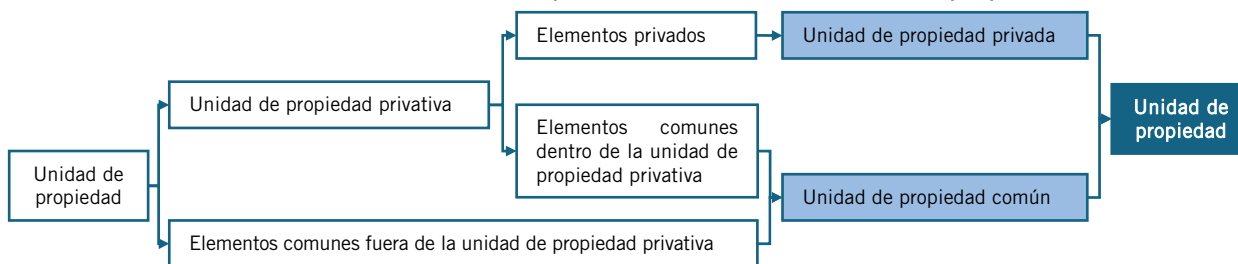 Elementos privados
Unidad de propiedad privada
Unidad de propiedad privativa
Elementos comunes
dentro de la unidad de
propiedad privativa
Unidad de
propiedad
Unidad de
propiedad
Unidad de propiedad común
Elementos comunes fuera de la unidad de propiedad privativa